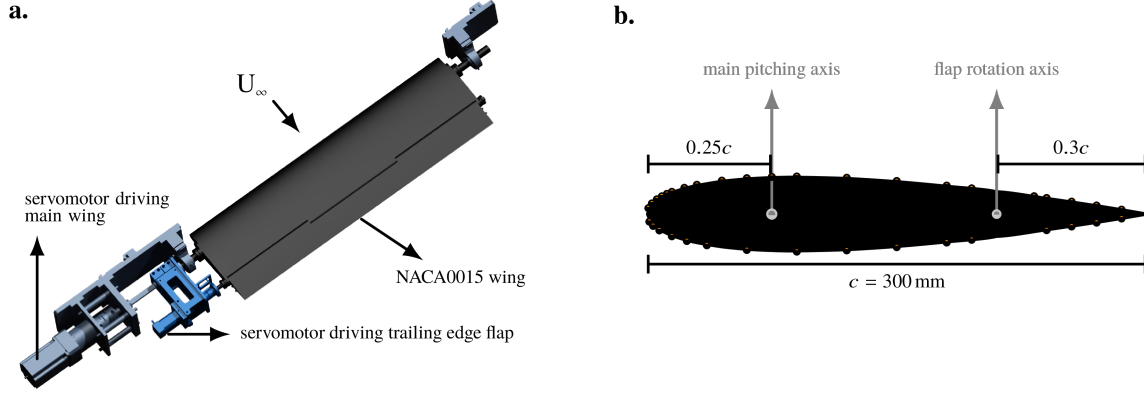 a.
U∞
servomotor driving
main wing
NACA0015 wing
servomotor driving trailing edge flap
b.
main pitching axis
flap rotation axis
0.25c
0.3c
c = 300 mm